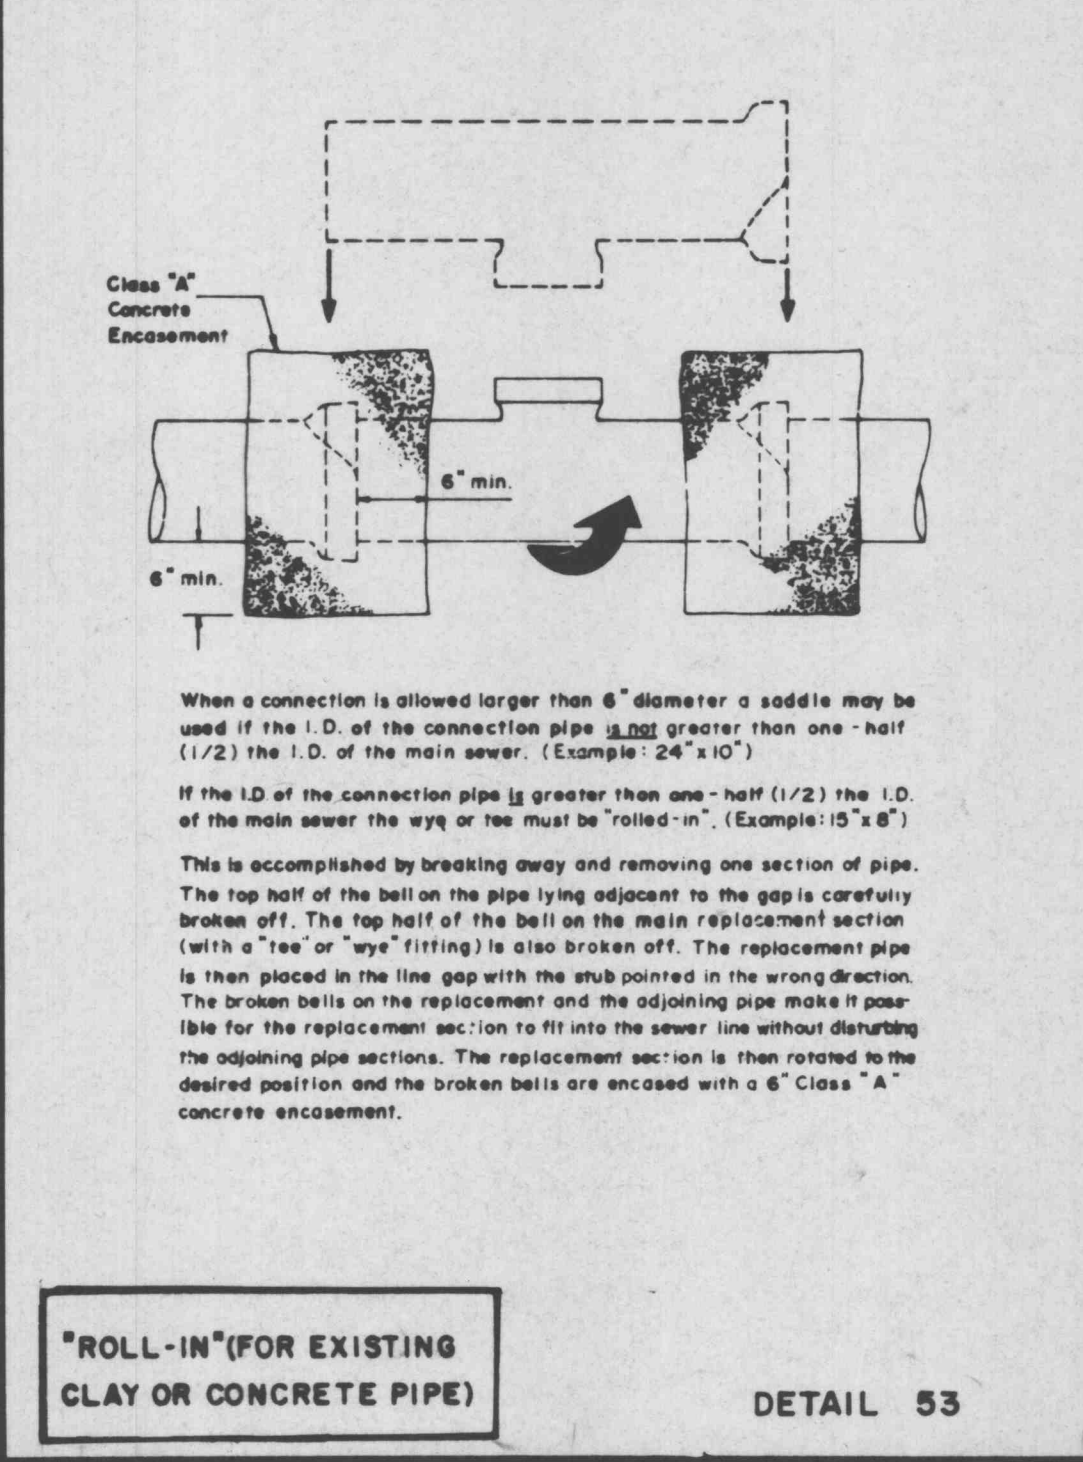 Class "A"
Concrete
Encasement
6" min.
6" min.
When a connection is allowed larger than 6" diameter a saddle may be
used if the I.D. of the connection pipe is not greater than one-half
(1/2) the I.D. of the main sewer. (Example: 24"x10")
If the I.D of the connection pipe is greater than one-half (1/2) the I.D.
of the main sewer the wye or tee must be "rolled-in". (Example: 15"x8")
This is accomplished by breaking away and removing one section of pipe.
The top half of the bell on the pipe lying adjacent to the gap is carefully
broken off. The top half of the bell on the main replacement section
(with a "tee" or "wye" fitting) is also broken off. The replacement pipe
is then placed in the line gap with the stub pointed in the wrong direction.
The broken bells on the replacement and the adjoining pipe make it poss-
ible for the replacement section to fit into the sewer line without disturbing
the adjoining pipe sections. The replacement section is then rotated to the
desired position and the broken bells are encased with a 6" Class "A"
concrete encasement.
"ROLL-IN"(FOR EXISTING
CLAY OR CONCRETE PIPE)
DETAIL 53